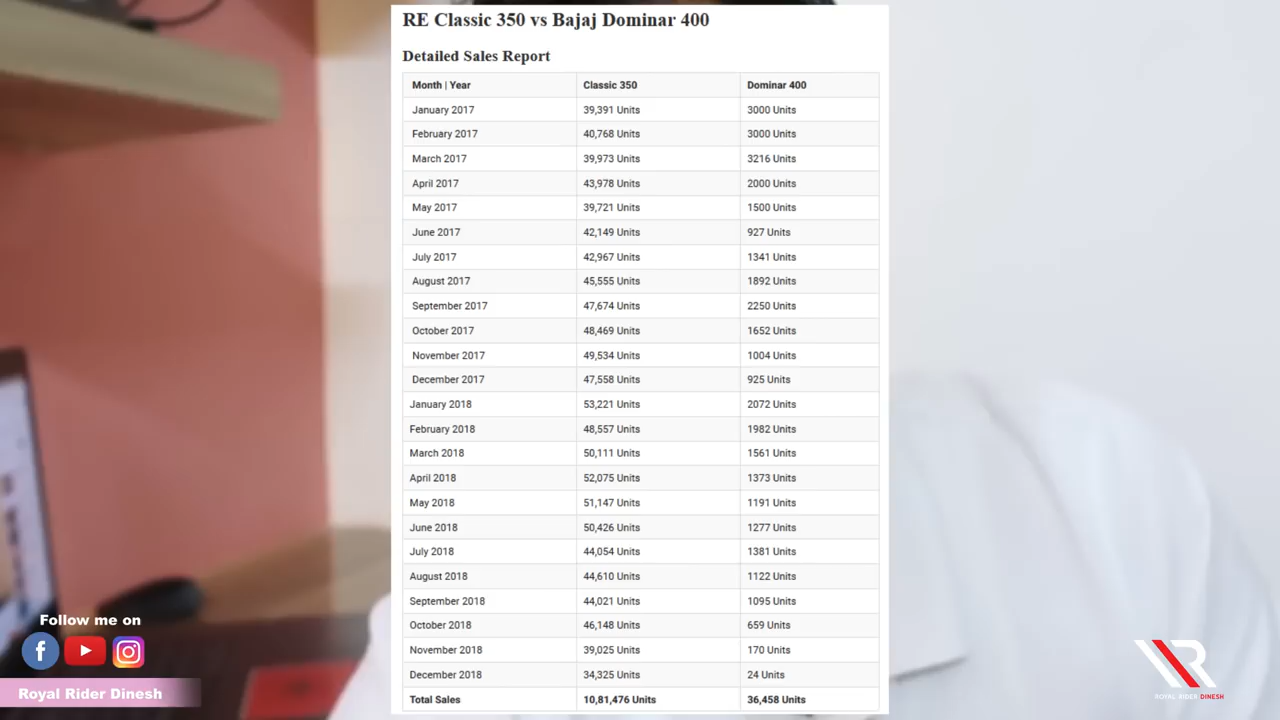 RE Classic 350 vs Bajaj Dominar 400
Detailed Sales Report
Month | Year Classic 350 Dominar 400
January 2017 39,391 Units 3000 Units
February 2017 40,768 Units 3000 Units
March 2017 39,973 Units 3216 Units
April 2017 43,978 Units 2000 Units
May 2017 39,721 Units 1500 Units
June 2017 42,149 Units 927 Units
July 2017 42,967 Units 1341 Units
August 2017 45,555 Units 1892 Units
September 2017 47,674 Units 2250 Units
October 2017 48,469 Units 1652 Units
November 2017 49,534 Units 1004 Units
December 2017 47,558 Units 925 Units
January 2018 53,221 Units 2072 Units
February 2018 48,557 Units 1982 Units
March 2018 50,111 Units 1561 Units
April 2018 52,075 Units 1373 Units
May 2018 51,147 Units 1191 Units
June 2018 50,426 Units 1277 Units
July 2018 44,054 Units 1381 Units
August 2018 44,610 Units 1122 Units
September 2018 44,021 Units 1095 Units
October 2018 46,148 Units 659 Units
November 2018 39,025 Units 170 Units
December 2018 34,325 Units 24 Units
Total Sales 10,81,476 Units 36,458 Units
Follow me on
Royal Rider Dinesh
ROYAL RIDER DINESH